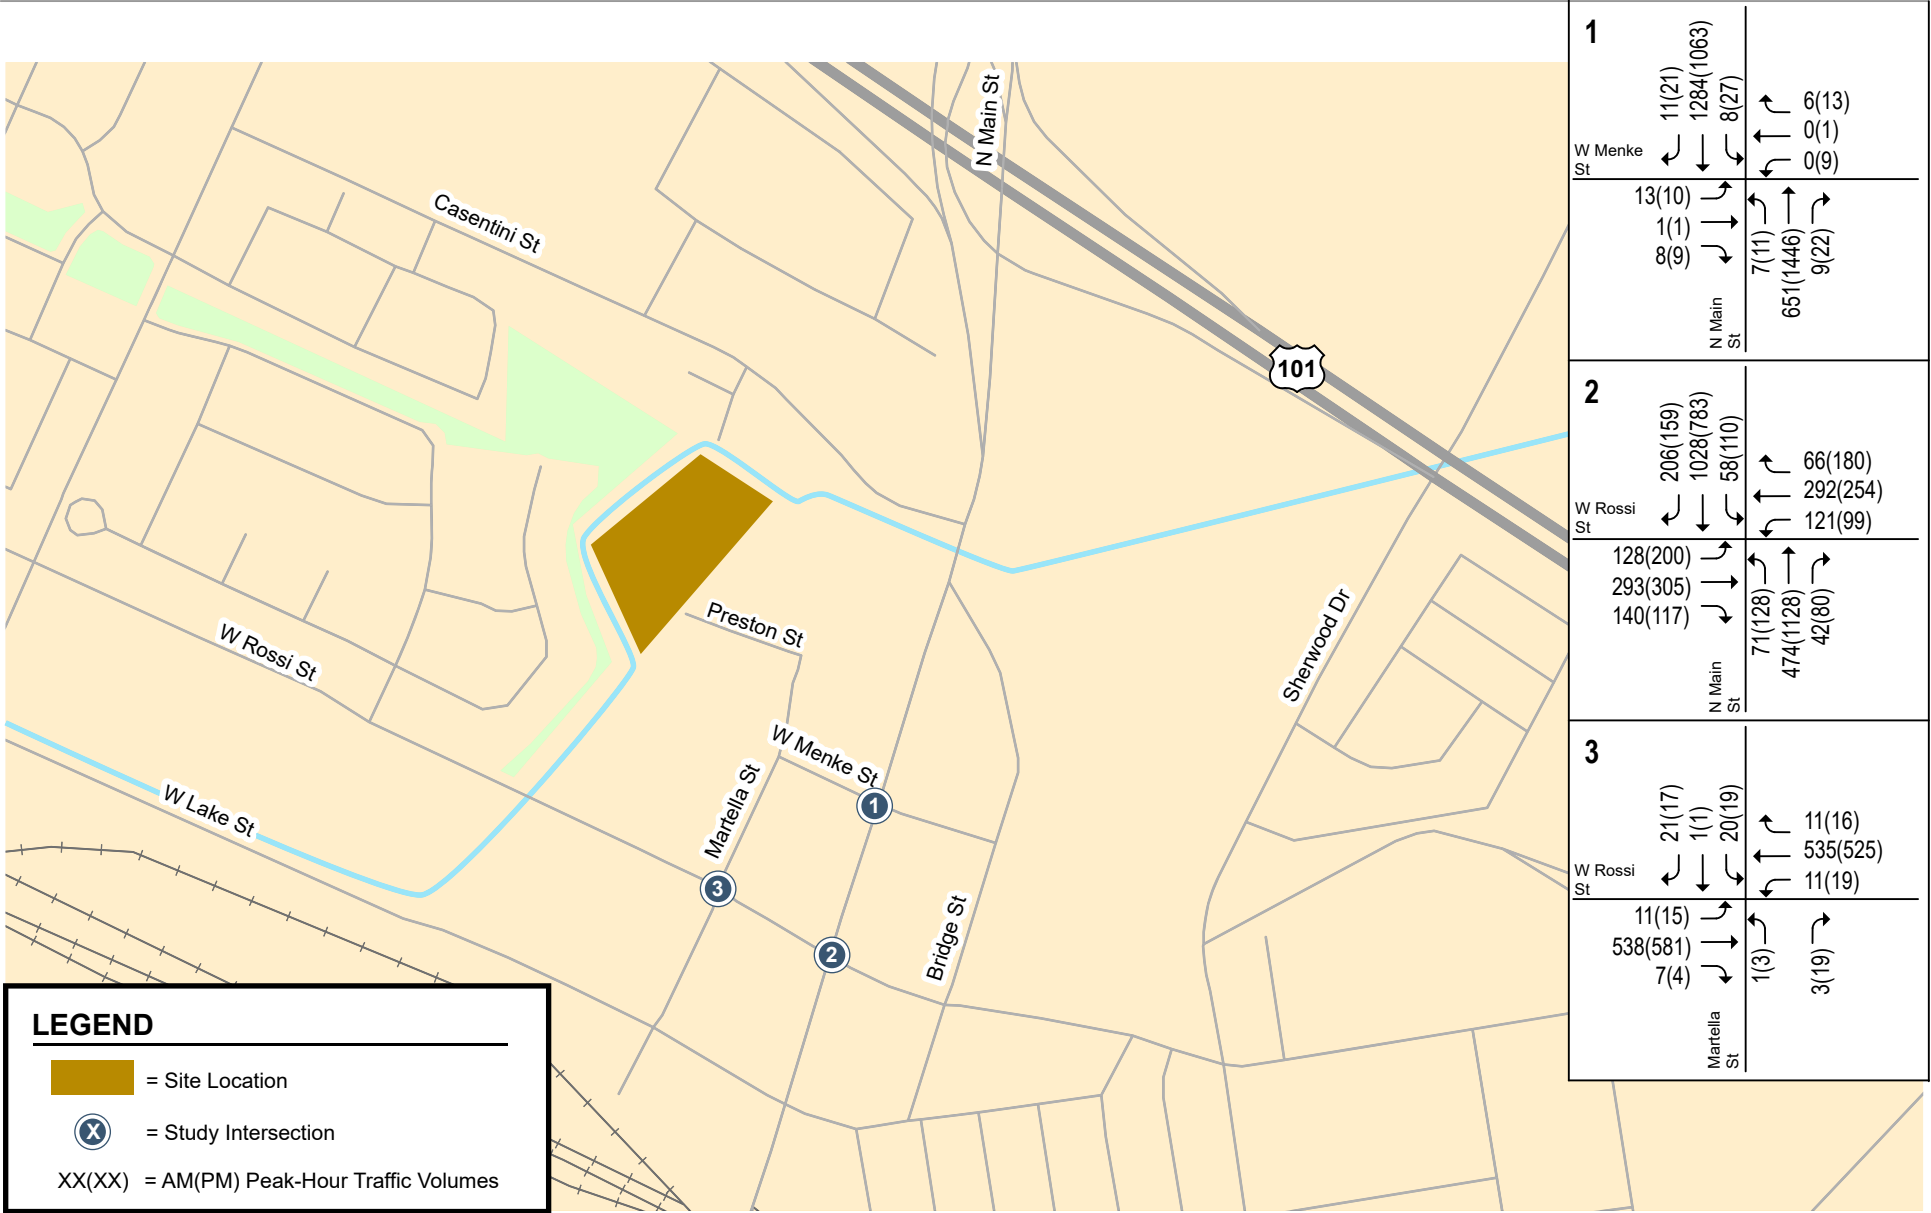 N Main St
Casentini St
101
Preston St
W Rossi St
Sherwood Dr
W Menke St
W Lake St
Martella St
Bridge St
1
3
2
LEGEND
= Site Location
X = Study Intersection
XX(XX) = AM(PM) Peak-Hour Traffic Volumes
1
11(21)
1284(1063)
8(27)
6(13)
0(1)
0(9)
W Menke
St
13(10)
1(1)
8(9)
7(11)
651(1446)
9(22)
N Main
St
2
206(159)
1028(783)
58(110)
66(180)
292(254)
121(99)
W Rossi
St
128(200)
293(305)
140(117)
71(128)
474(1128)
42(80)
N Main
St
3
21(17)
1(1)
20(19)
11(16)
535(525)
11(19)
W Rossi
St
11(15)
538(581)
7(4)
1(3)
3(19)
Martella
St